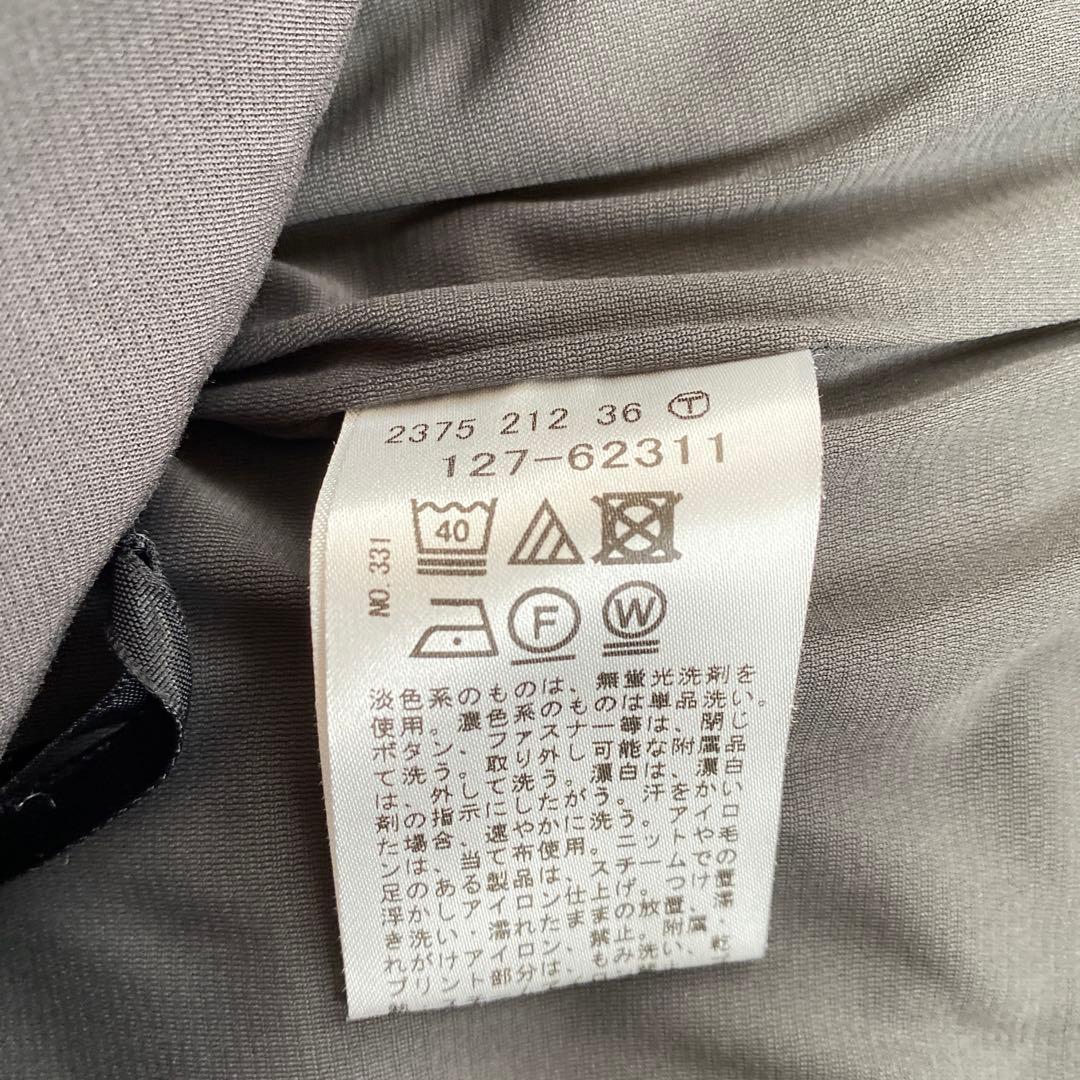 2375 212 36 Ⓣ
127-62311
NO.331
40
F
W
淡色系のものは、無蛍光洗剤を
使用。濃色系のものは単品洗い。
ボタン、ファスナー等は、閉じ
て洗う。取り外し可能な附属品
は、外して洗う。漂白は、漂白
剤の指示にしたがう。汗をかい
た場合、速やかに洗う。アイロ
ンは、当て布使用。ニットや毛
足のある製品は、スチームでの
浮かしアイロン仕上げ。つけ置
き洗い・濡れたままの放置、濡
れがけアイロン、禁止。附属、
プリント部分は、もみ洗い、乾